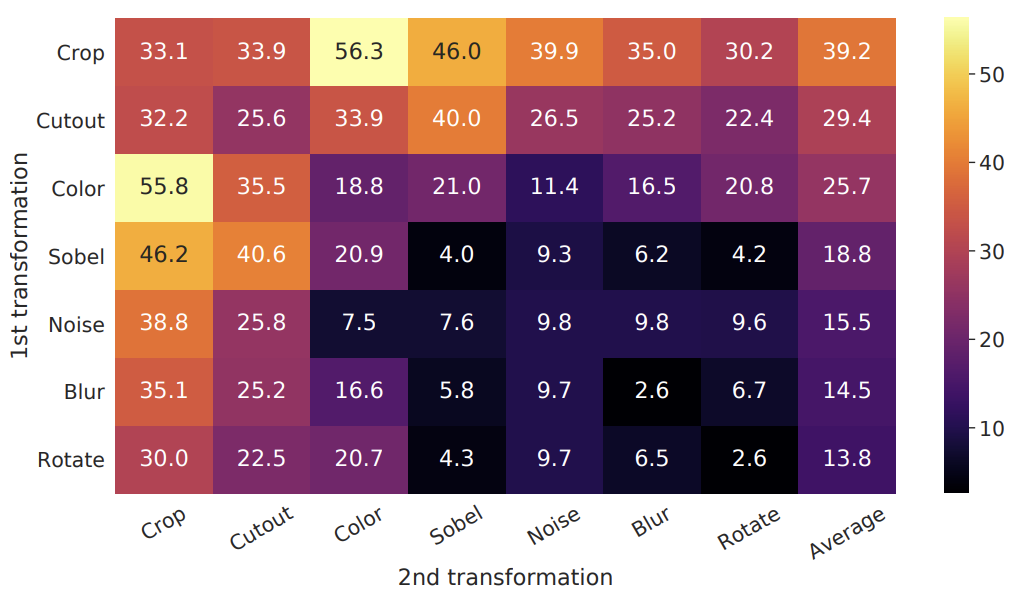 Crop 33.1 33.9 56.3 46.0 39.9 35.0 30.2 39.2
Cutout 32.2 25.6 33.9 40.0 26.5 25.2 22.4 29.4
Color 55.8 35.5 18.8 21.0 11.4 16.5 20.8 25.7
Sobel 46.2 40.6 20.9 4.0 9.3 6.2 4.2 18.8
Noise 38.8 25.8 7.5 7.6 9.8 9.8 9.6 15.5
Blur 35.1 25.2 16.6 5.8 9.7 2.6 6.7 14.5
Rotate 30.0 22.5 20.7 4.3 9.7 6.5 2.6 13.8
Crop Cutout Color Sobel Noise Blur Rotate Average
2nd transformation
1st transformation
50
40
30
20
10